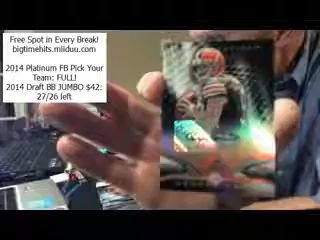 Free Spot in Every Break!
bigtimehits.miiduu.com
2014 Platinum FB Pick Your
Team: FULL!
2014 Draft BB JUMBO $42:
27/26 left